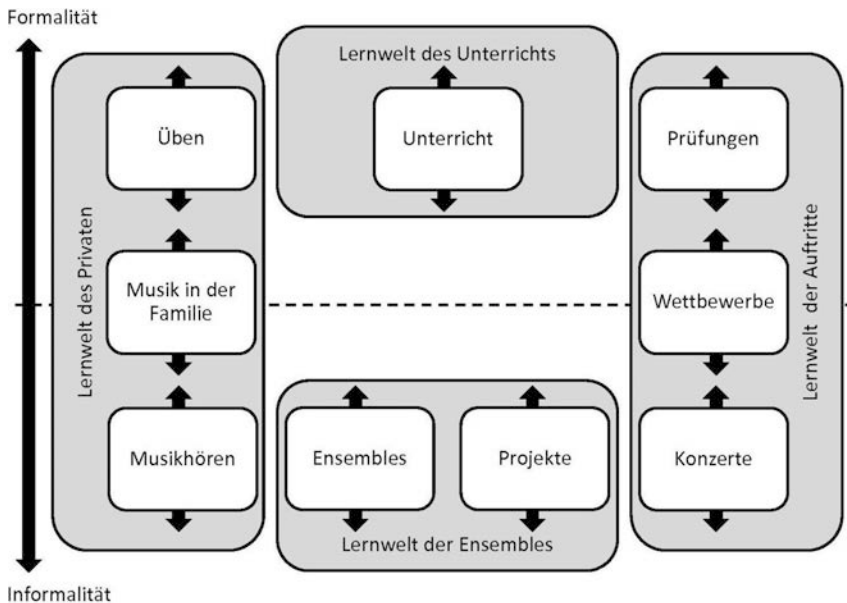 Formalität
Lernwelt des Unterrichts
Üben
Unterricht
Prüfungen
Lernwelt des Privaten
Musik in der
Familie
Wettbewerbe
Lernwelt der Auftritte
Musikhören
Ensembles
Projekte
Konzerte
Lernwelt der Ensembles
Informalität